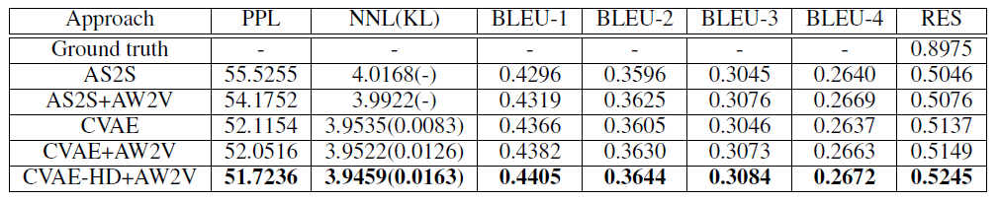 Approach PPL NNL(KL) BLEU-1 BLEU-2 BLEU-3 BLEU-4 RES
Ground truth - - - - - - 0.8975
AS2S 55.5255 4.0168(-) 0.4296 0.3596 0.3045 0.2640 0.5046
AS2S+AW2V 54.1752 3.9922(-) 0.4319 0.3625 0.3076 0.2669 0.5076
CVAE 52.1154 3.9535(0.0083) 0.4366 0.3605 0.3046 0.2637 0.5137
CVAE+AW2V 52.0516 3.9522(0.0126) 0.4382 0.3630 0.3073 0.2663 0.5149
CVAE-HD+AW2V 51.7236 3.9459(0.0163) 0.4405 0.3644 0.3084 0.2672 0.5245